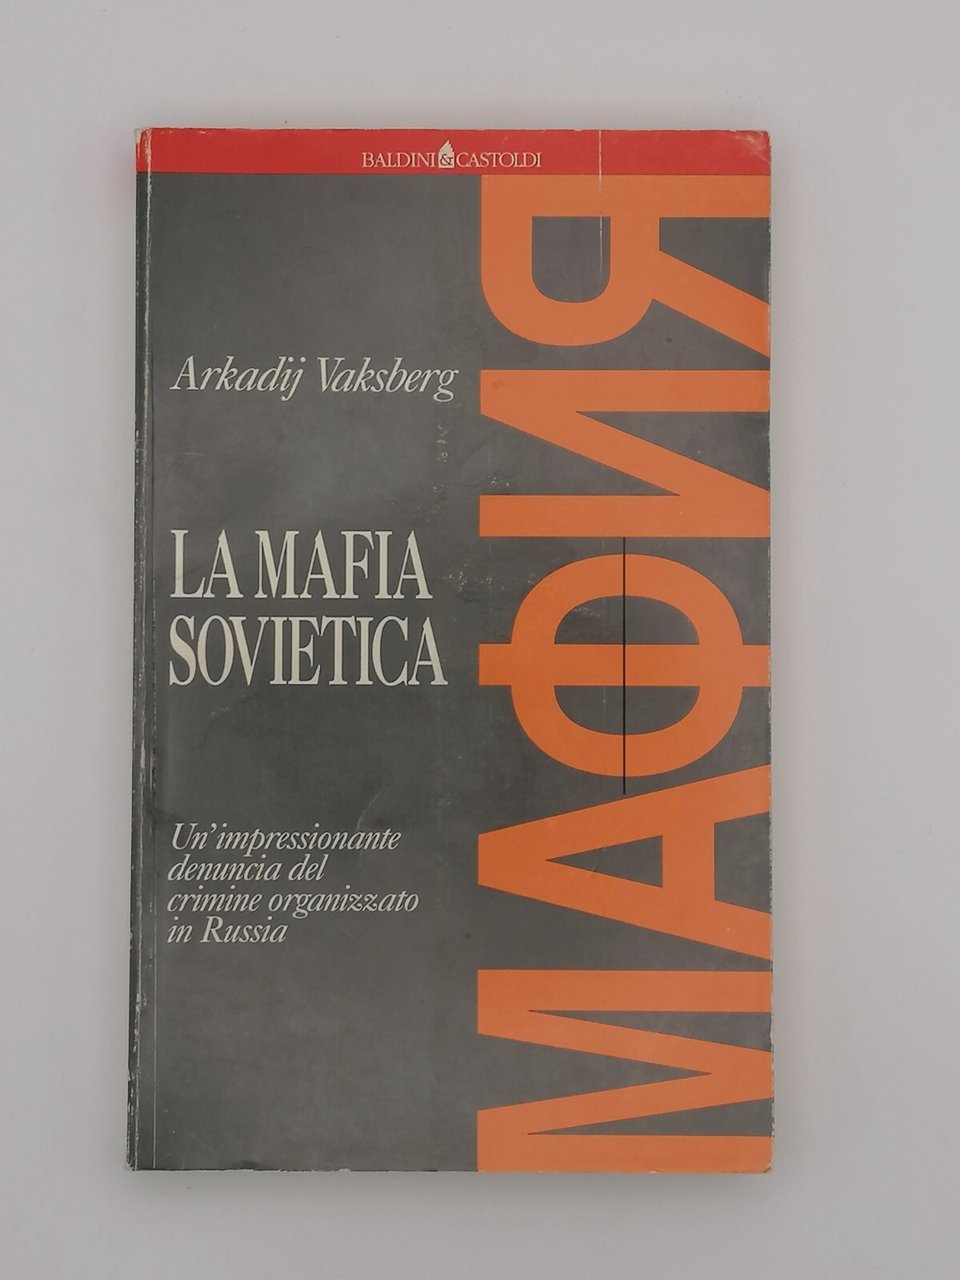 BALDINI&CASTOLDI
Arkadij Vaksberg
LA MAFIA
SOVIETICA
Un'impressionante
denuncia del
crimine organizzato
in Russia
МАФИЯ